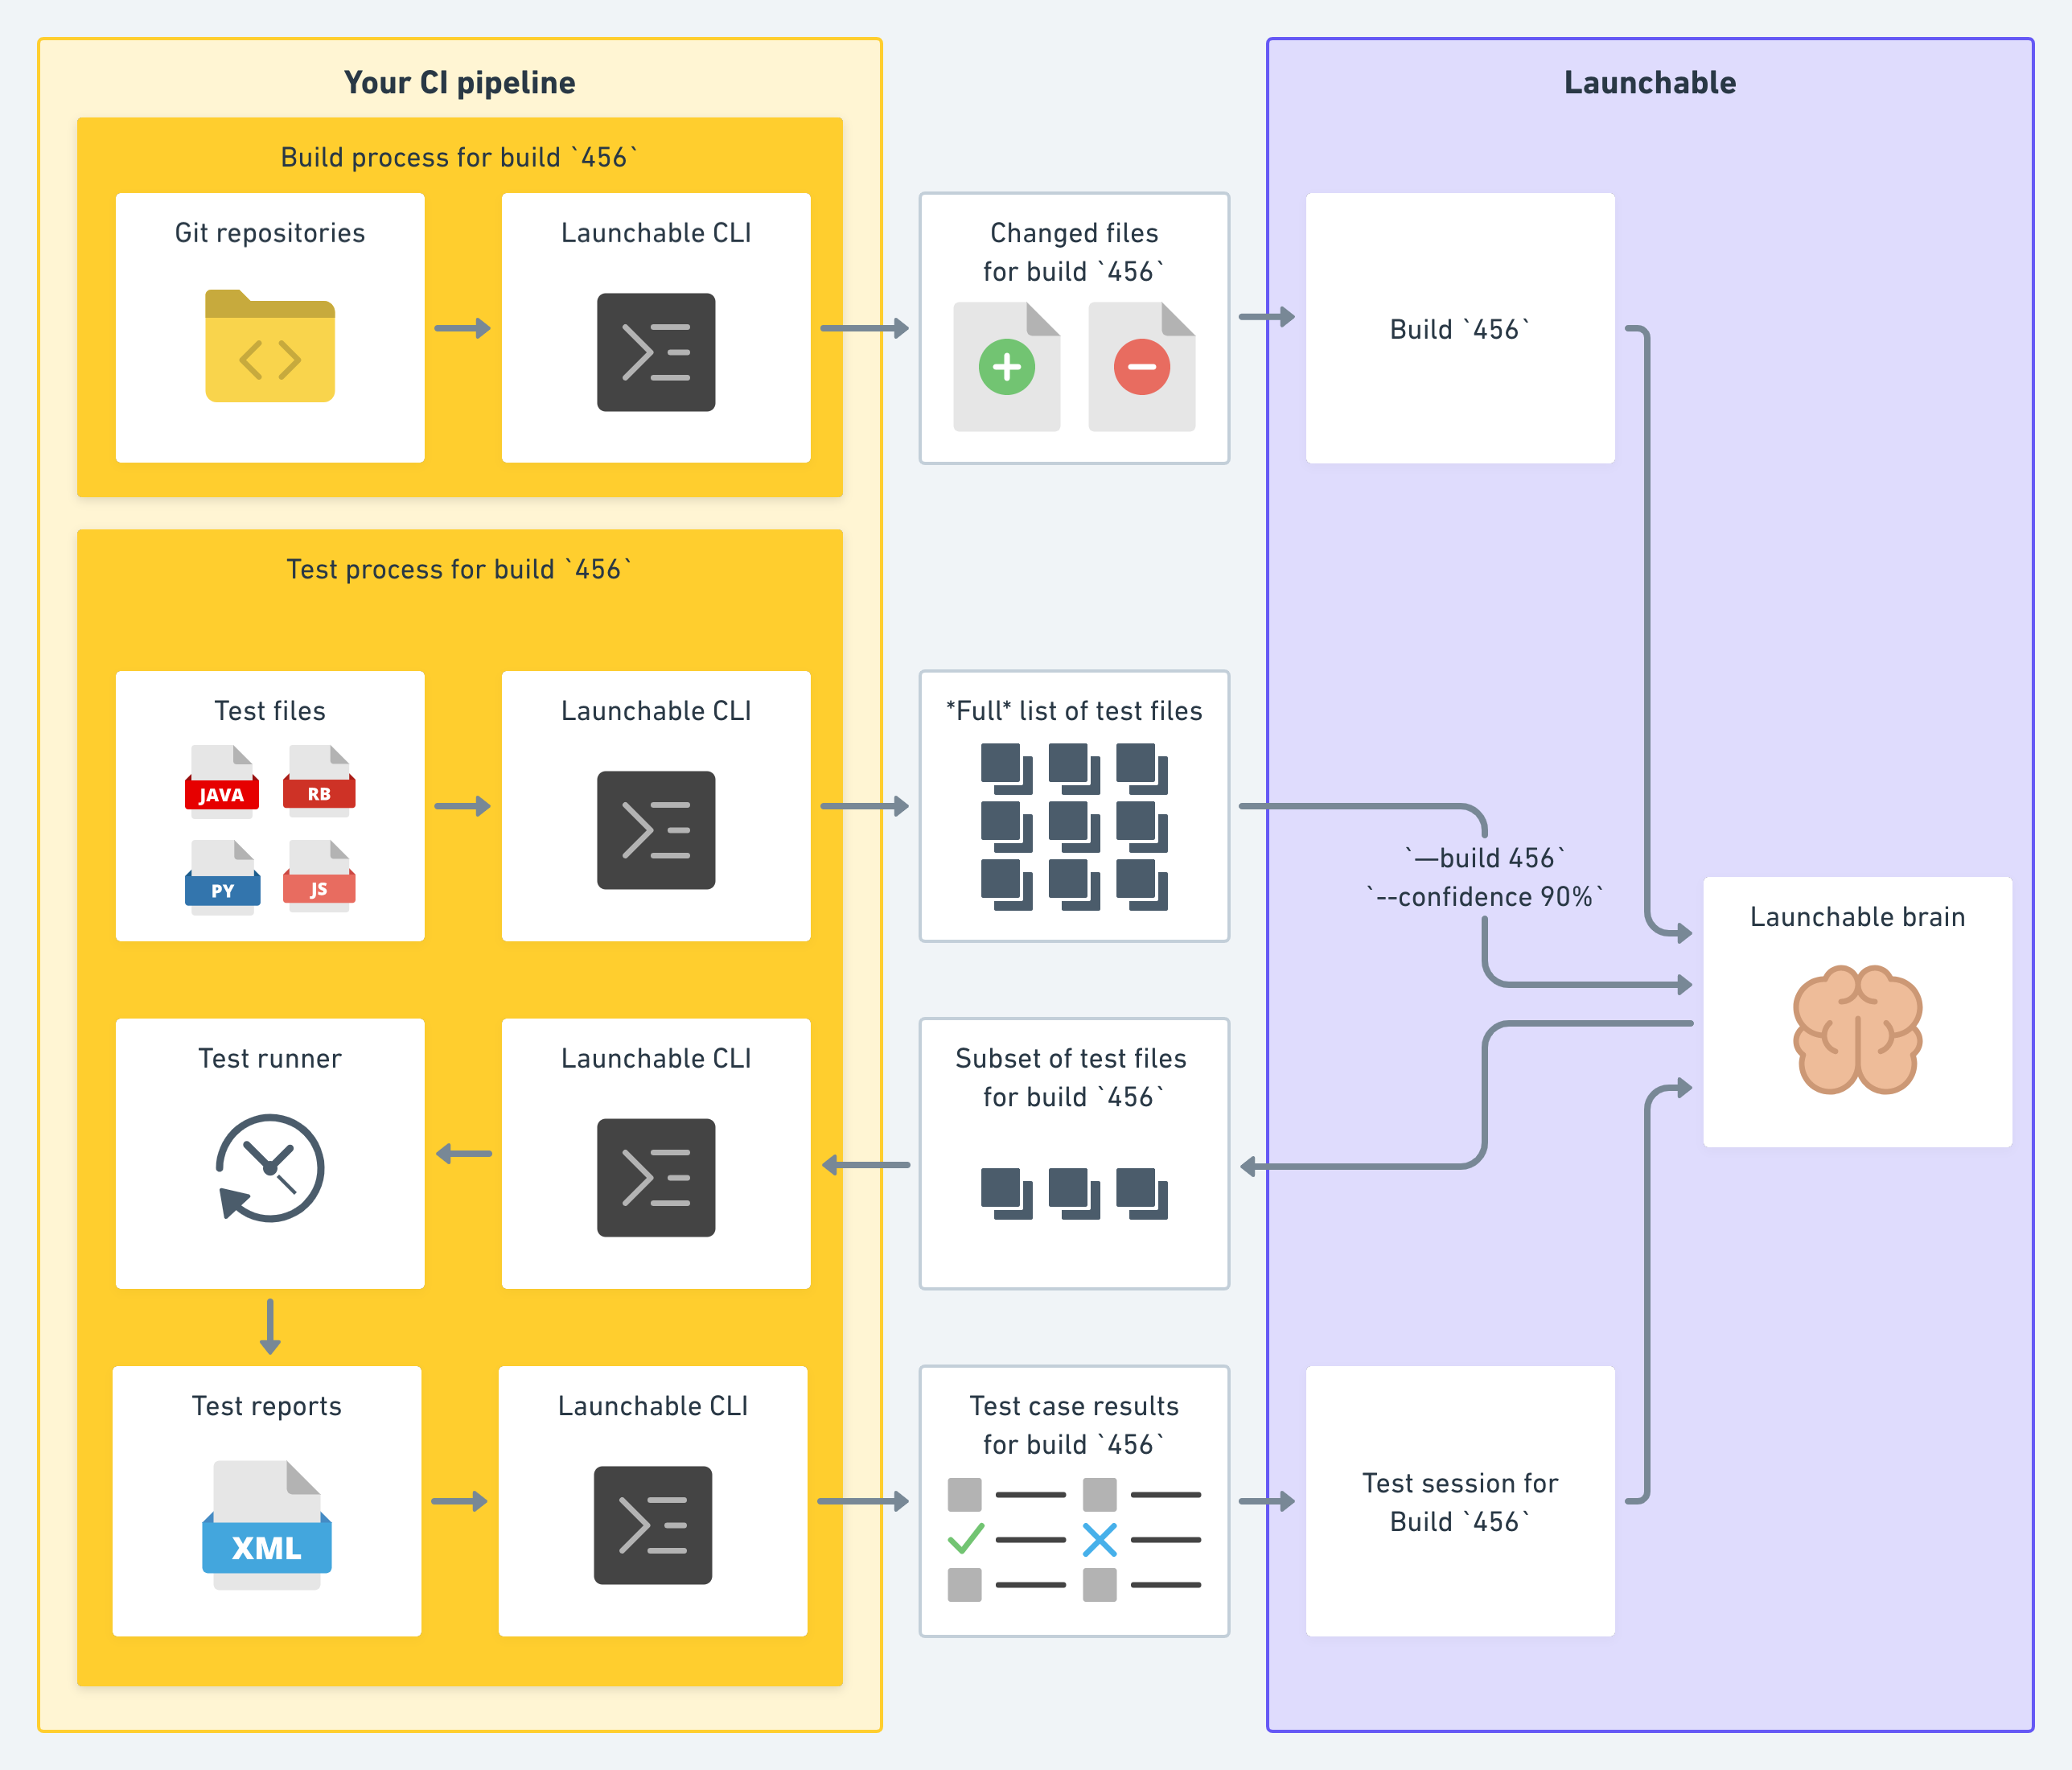 Your CI pipeline
Launchable
Build process for build `456`
Git repositories
Launchable CLI
Changed files
for build `456`
Build `456`
Test process for build `456`
Test files
JAVA
RB
PY
JS
Launchable CLI
*Full* list of test files
`—build 456`
`--confidence 90%`
Launchable brain
Test runner
Launchable CLI
Subset of test files
for build `456`
Test reports
XML
Launchable CLI
Test case results
for build `456`
Test session for
Build `456`